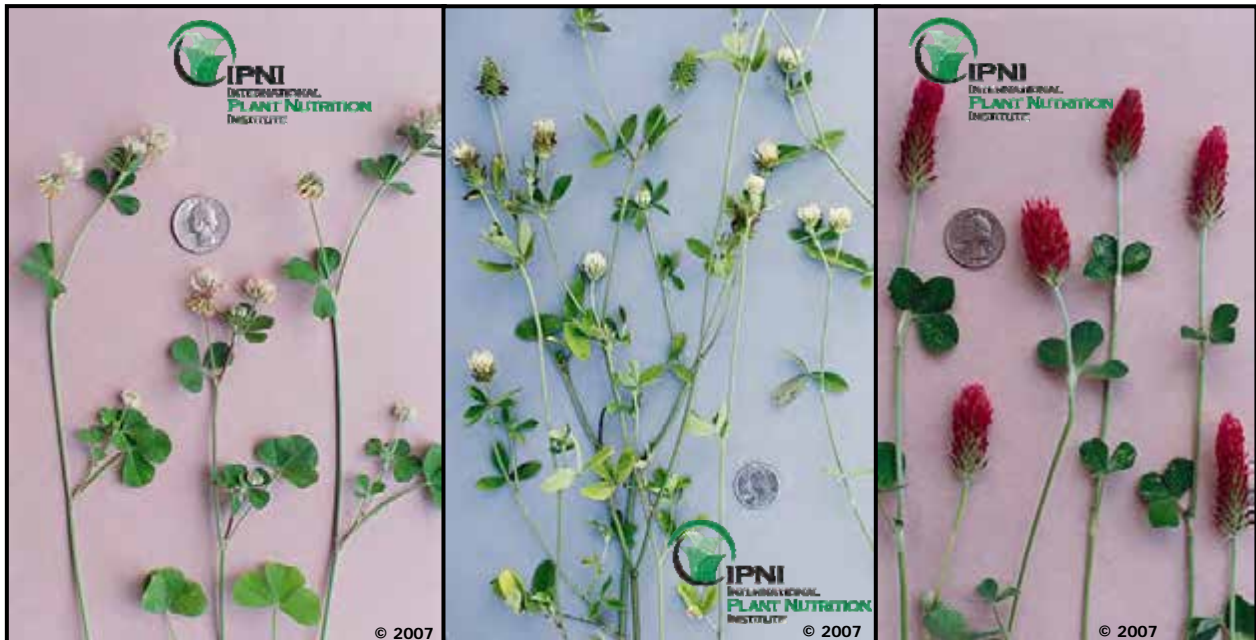 IPNI
INTERNATIONAL
PLANT NUTRITION
INSTITUTE
© 2007
IPNI
INTERNATIONAL
PLANT NUTRITION
INSTITUTE
© 2007
IPNI
INTERNATIONAL
PLANT NUTRITION
INSTITUTE
© 2007